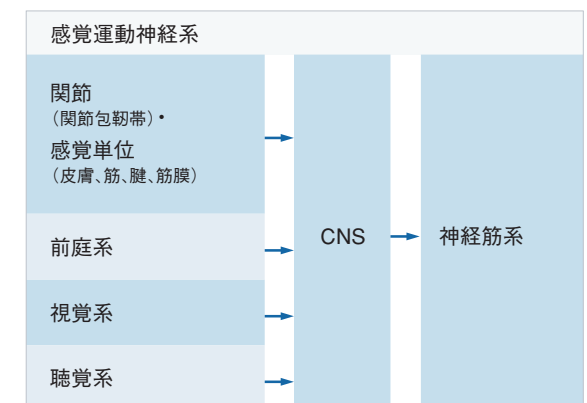 感覚運動神経系
関節
（関節包靭帯）•
感覚単位
（皮膚、筋、腱、筋膜）
前庭系
視覚系
聴覚系
CNS
神経筋系